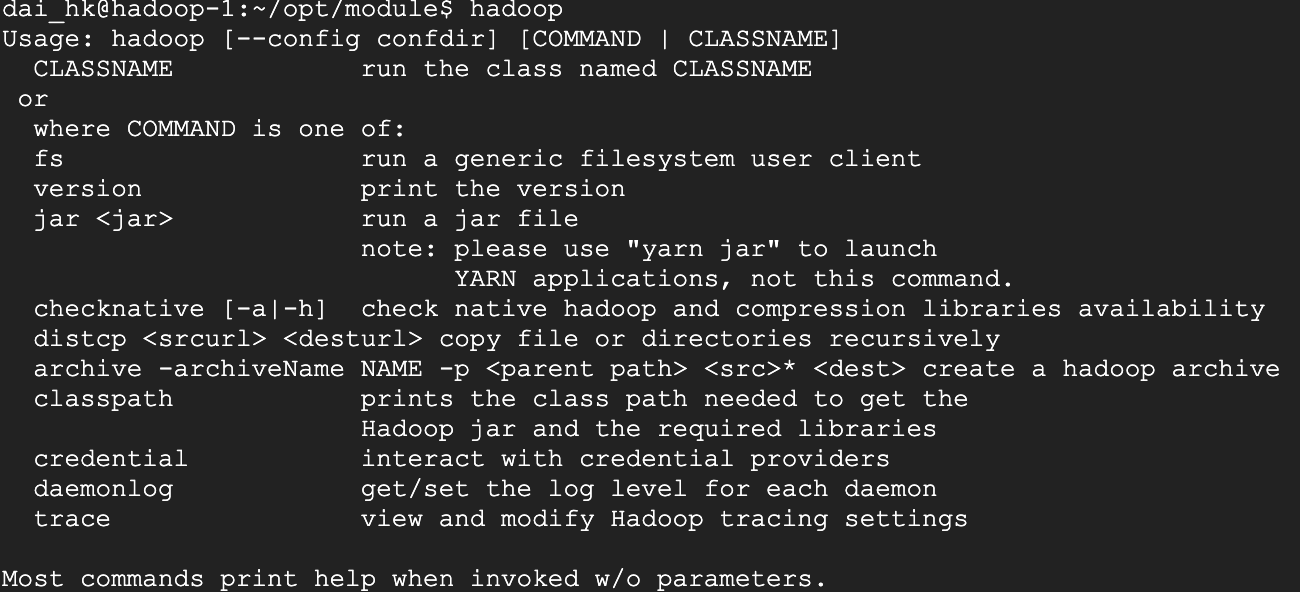 dai_hk@hadoop-1:~/opt/module$ hadoop
Usage: hadoop [--config confdir] [COMMAND | CLASSNAME]
  CLASSNAME            run the class named CLASSNAME
 or
  where COMMAND is one of:
  fs                   run a generic filesystem user client
  version              print the version
  jar <jar>            run a jar file
                       note: please use "yarn jar" to launch
                             YARN applications, not this command.
  checknative [-a|-h]  check native hadoop and compression libraries availability
  distcp <srcurl> <desturl> copy file or directories recursively
  archive -archiveName NAME -p <parent path> <src>* <dest> create a hadoop archive
  classpath            prints the class path needed to get the
                       Hadoop jar and the required libraries
  credential           interact with credential providers
  daemonlog            get/set the log level for each daemon
  trace                view and modify Hadoop tracing settings

Most commands print help when invoked w/o parameters.